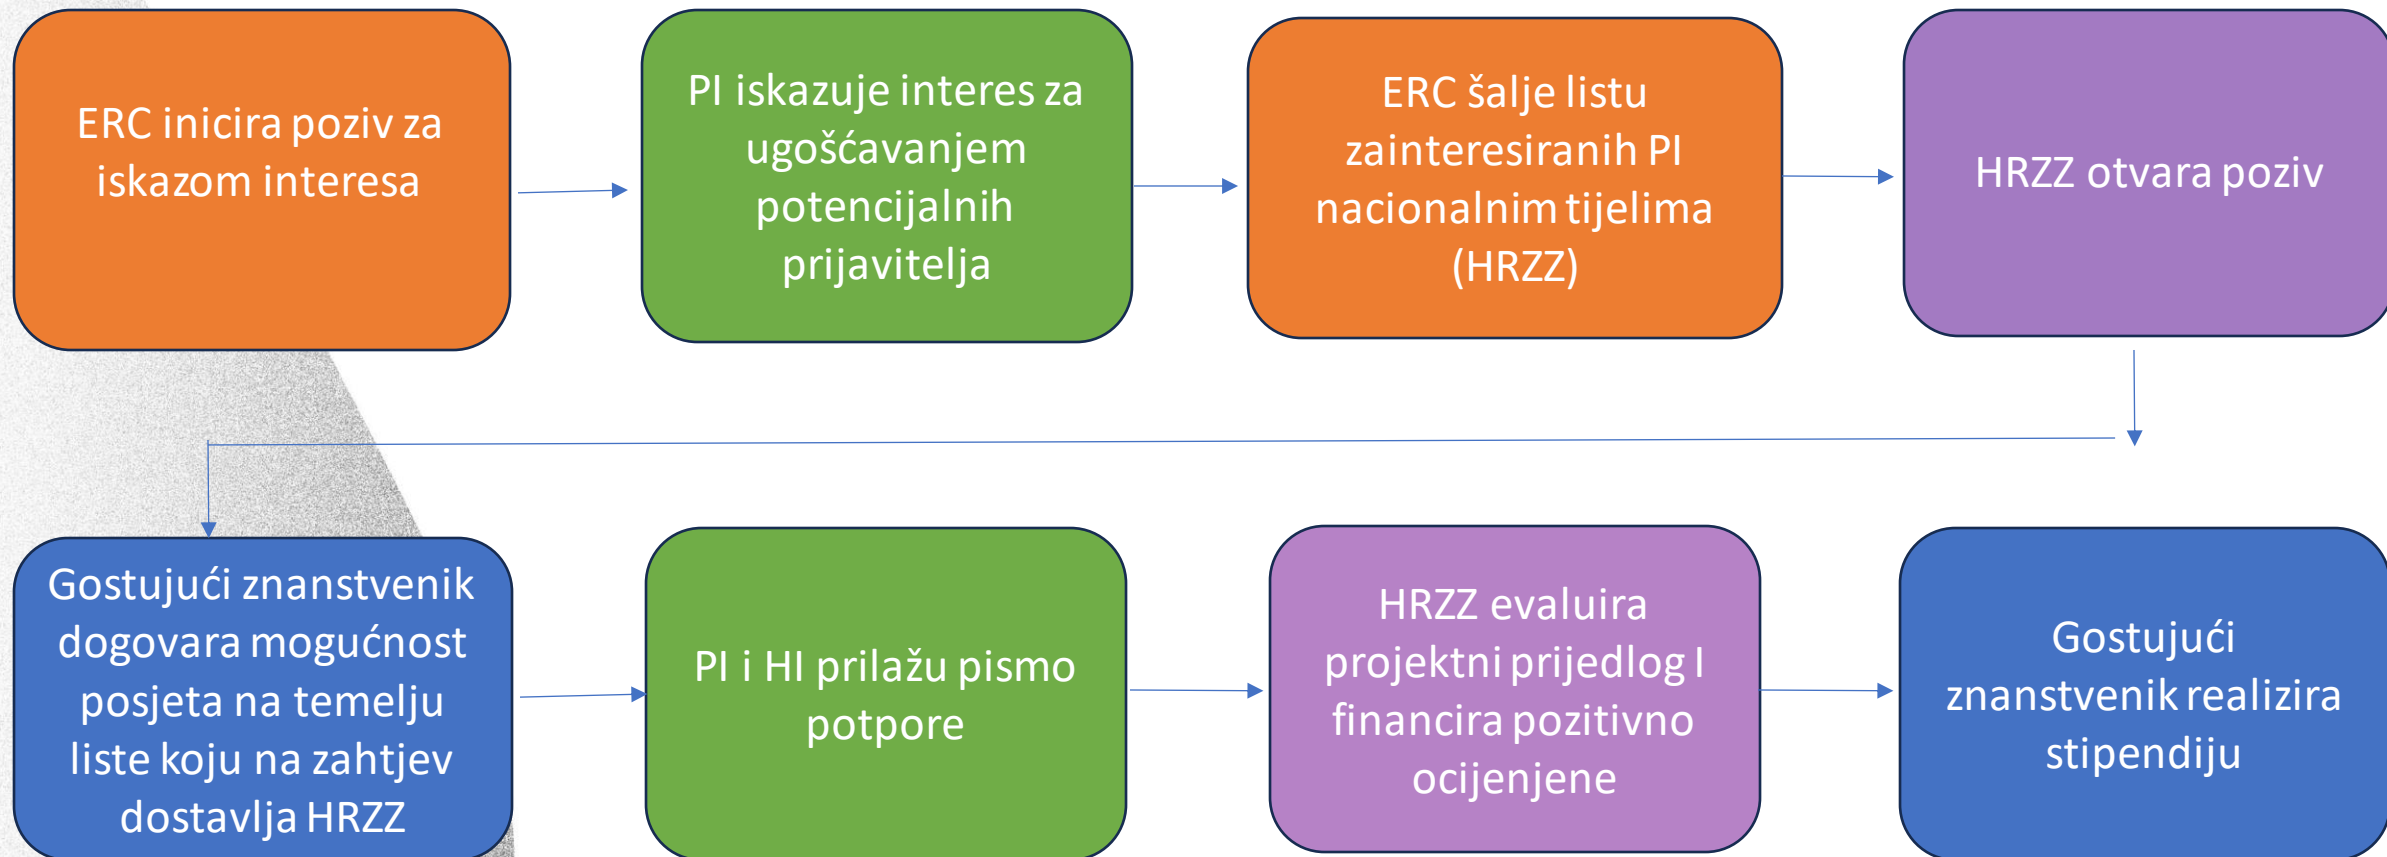 ERC inicira poziv za
iskazom interesa
PI iskazuje interes za
ugošćavanjem
potencijalnih
prijavitelja
ERC šalje listu
zainteresiranih PI
nacionalnim tijelima
(HRZZ)
HRZZ otvara poziv
Gostujući znanstvenik
dogovara mogućnost
posjeta na temelju
liste koju na zahtjev
dostavlja HRZZ
PI i HI prilažu pismo
potpore
HRZZ evaluira
projektni prijedlog I
financira pozitivno
ocijenjene
Gostujući
znanstvenik realizira
stipendiju